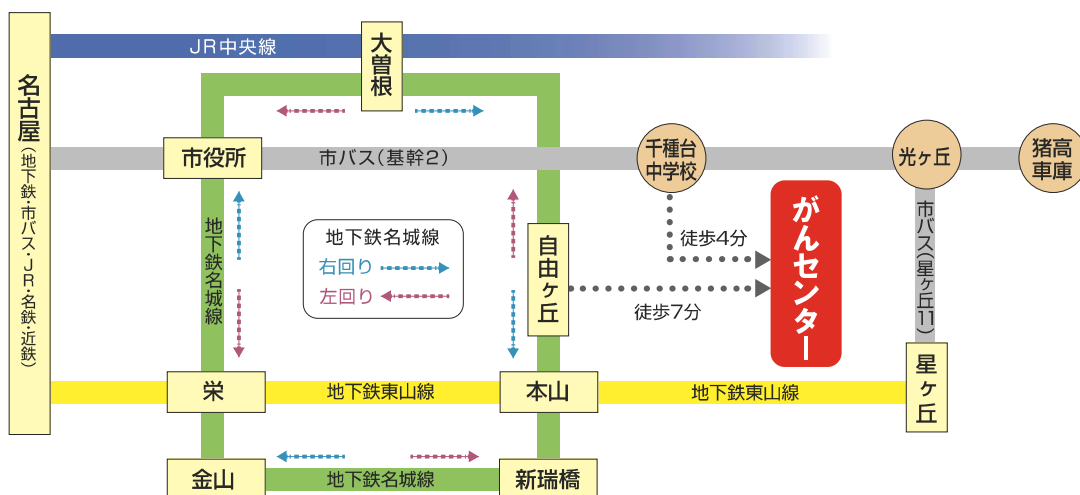 名古屋(地下鉄・市バス・JR・名鉄・近鉄)
JR中央線
大曽根
市役所
市バス(基幹2)
千種台
中学校
光ヶ丘
猪高
車庫
地下鉄名城線
地下鉄名城線
右回り
左回り
自由ヶ丘
徒歩4分
徒歩7分
がんセンター
市バス(星ヶ丘11)
栄
地下鉄東山線
本山
地下鉄東山線
星ヶ丘
金山
地下鉄名城線
新瑞橋